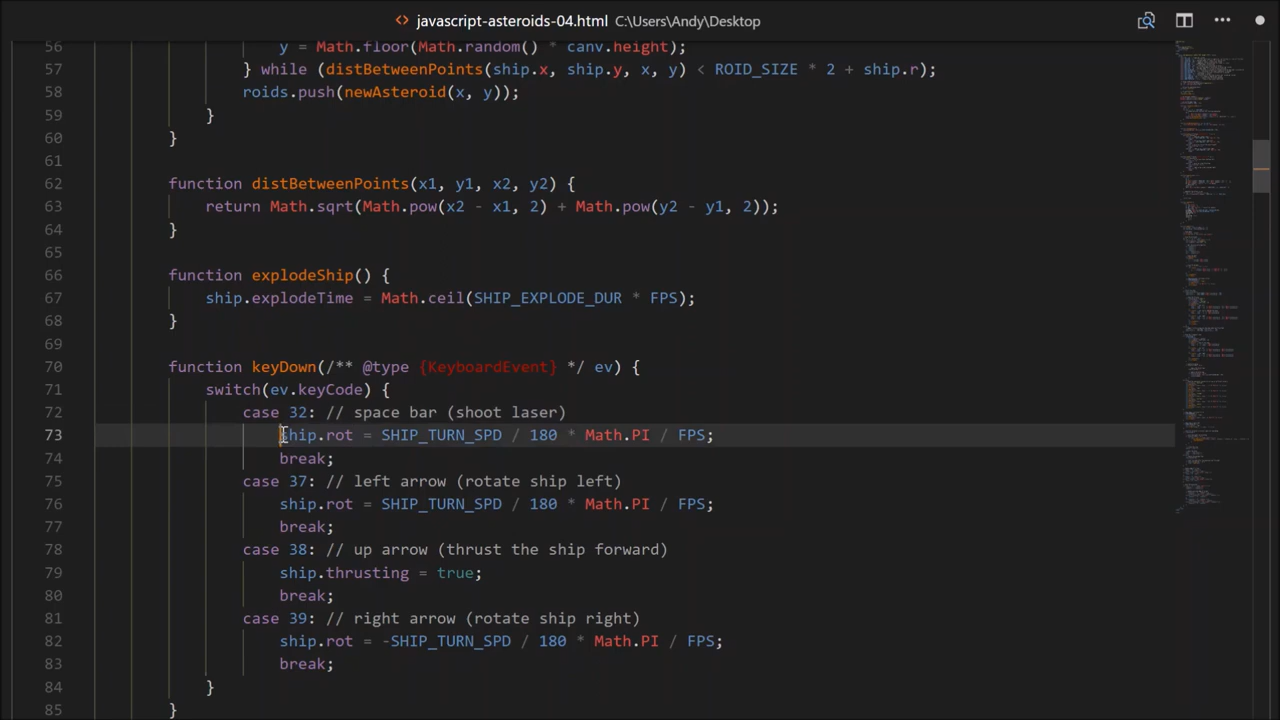 javascript-asteroids-04.html C:\Users\Andy\Desktop
56 y = Math.floor(Math.random() * canv.height);
57 } while (distBetweenPoints(ship.x, ship.y, x, y) < ROID_SIZE * 2 + ship.r);
58 roids.push(newAsteroid(x, y));
59 }
60 }
61
62 function distBetweenPoints(x1, y1, x2, y2) {
63 return Math.sqrt(Math.pow(x2 - x1, 2) + Math.pow(y2 - y1, 2));
64 }
65
66 function explodeShip() {
67 ship.explodeTime = Math.ceil(SHIP_EXPLODE_DUR * FPS);
68 }
69
70 function keyDown(/** @type {KeyboardEvent} */ ev) {
71 switch(ev.keyCode) {
72 case 32: // space bar (shoot laser)
73 ship.rot = SHIP_TURN_SPD / 180 * Math.PI / FPS;
74 break;
75 case 37: // left arrow (rotate ship left)
76 ship.rot = SHIP_TURN_SPD / 180 * Math.PI / FPS;
77 break;
78 case 38: // up arrow (thrust the ship forward)
79 ship.thrusting = true;
80 break;
81 case 39: // right arrow (rotate ship right)
82 ship.rot = -SHIP_TURN_SPD / 180 * Math.PI / FPS;
83 break;
84 }
85 }